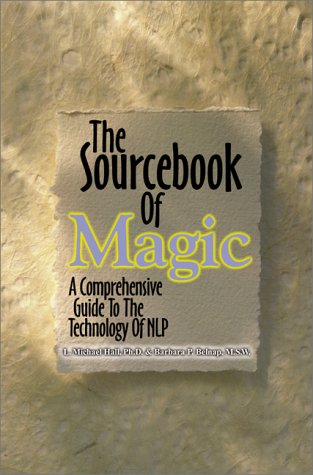 The
Sourcebook
Of
Magic
A Comprehensive
Guide To The
Technology Of NLP
L. Michael Hall, Ph.D. & Barbara P. Belnap, M.S.W.